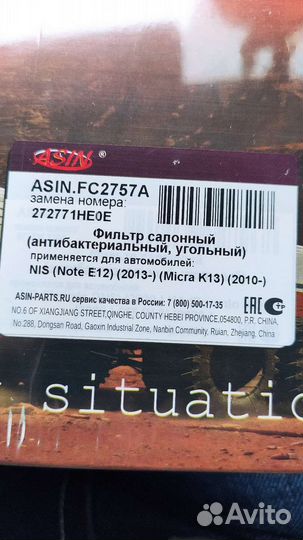 ASIN ®
ASIN.FC2757A
замена номера:
272771HE0E
Фильтр салонный
(антибактериальный, угольный)
применяется для автомобилей:
NIS (Note E12) (2013-) (Micra K13) (2010-)
ASIN-PARTS.RU сервис качества в России: 7 (800) 500-17-35
NO.6 OF XIANGJIANG STREET,QINGHE, COUNTY HEBEI PROVINCE,054800, P.R. CHINA,
No.288, Dongsan Road, Gaoxin Industrial Zone, Nanbin Community, Ruian, Zhejiang, China
EAC
situatio
Avito